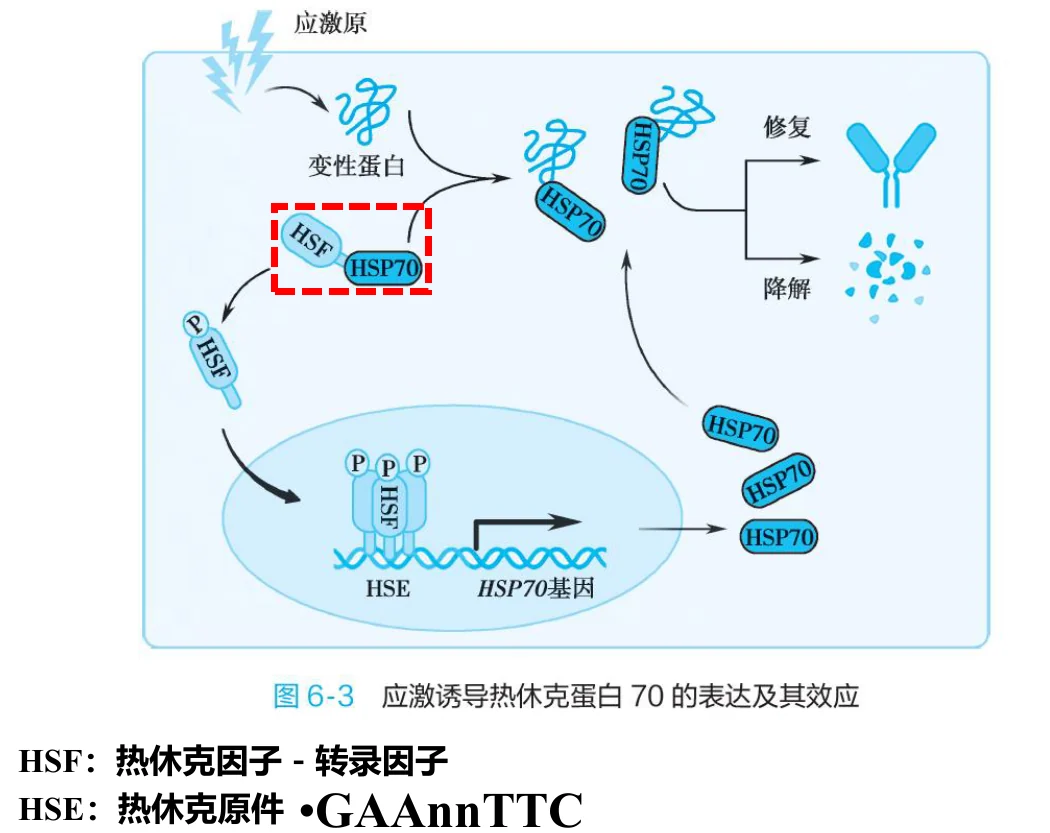 应激原
变性蛋白
HSP70
修复
HSP70
HSF
HSP70
降解
P
HSF
HSP70
P P P
HSF
HSP70
HSP70
HSE
HSP70基因
图 6-3 应激诱导热休克蛋白 70 的表达及其效应
HSF：热休克因子 - 转录因子
HSE：热休克原件 •GAAnnTTC